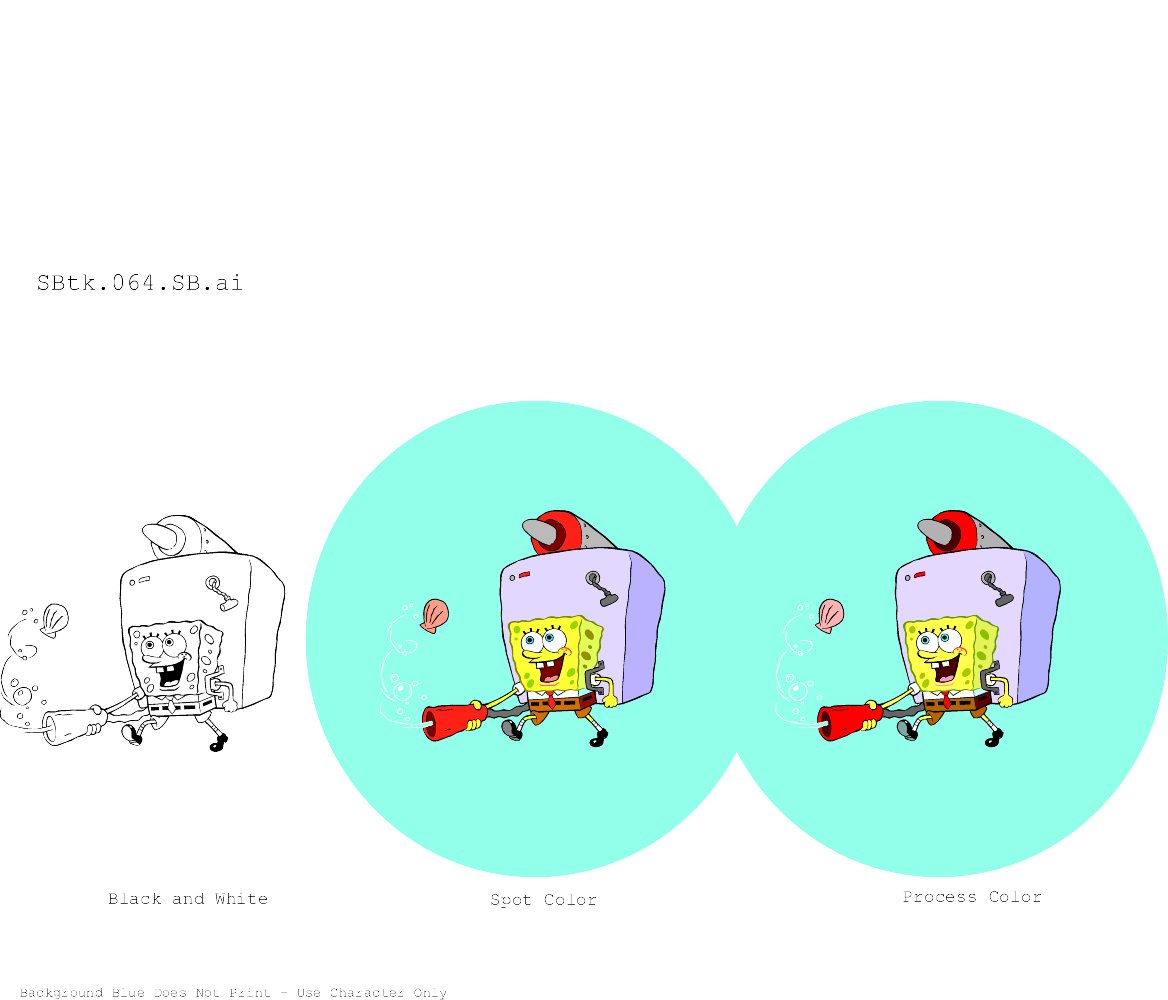 SBtk.064.SB.ai
Black and White
Spot Color
Process Color
Background Blue Does Not Print - Use Character Only